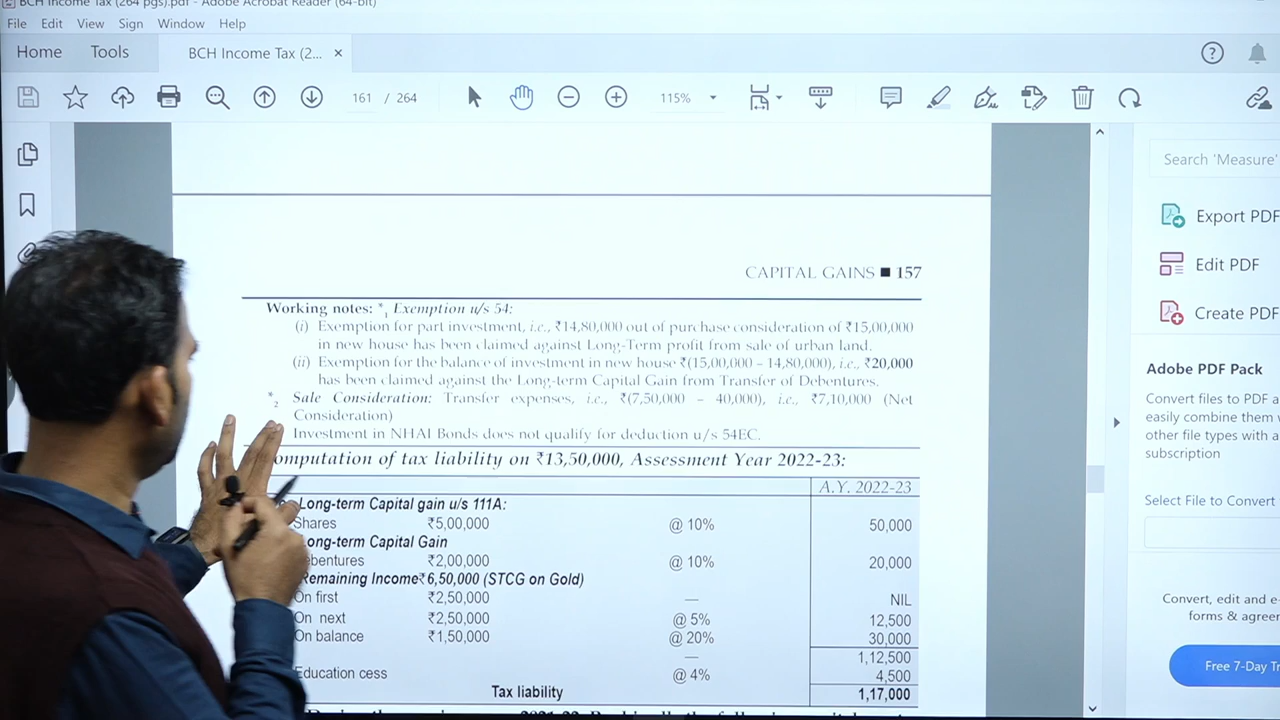 BCH Income Tax (264 pgs).pdf - Adobe Acrobat Reader (64-bit)
File Edit View Sign Window Help
Home Tools BCH Income Tax (2... ×
161 / 264 115%
Search 'Measure'
Export PDF
Edit PDF
Create PDF
Adobe PDF Pack
Convert files to PDF a
easily combine them w
other file types with a
subscription
Select File to Convert
Convert, edit and e-
forms & agreer
Free 7-Day Tr
CAPITAL GAINS ■ 157
Working notes: *1 Exemption u/s 54:
(i) Exemption for part investment, i.e., ₹14,80,000 out of purchase consideration of ₹15,00,000
in new house has been claimed against Long-Term profit from sale of urban land.
(ii) Exemption for the balance of investment in new house ₹(15,00,000 – 14,80,000), i.e., ₹20,000
has been claimed against the Long-term Capital Gain from Transfer of Debentures.
*2 Sale Consideration: Transfer expenses, i.e., ₹(7,50,000 – 40,000), i.e., ₹7,10,000 (Net
Consideration)
Investment in NHAI Bonds does not qualify for deduction u/s 54EC.
omputation of tax liability on ₹13,50,000, Assessment Year 2022-23:
A.Y. 2022-23
Long-term Capital gain u/s 111A:
Shares ₹5,00,000 @ 10% 50,000
ong-term Capital Gain
ebentures ₹2,00,000 @ 10% 20,000
Remaining Income₹6,50,000 (STCG on Gold)
On first ₹2,50,000 — NIL
On next ₹2,50,000 @ 5% 12,500
On balance ₹1,50,000 @ 20% 30,000
— 1,12,500
Education cess @ 4% 4,500
Tax liability 1,17,000